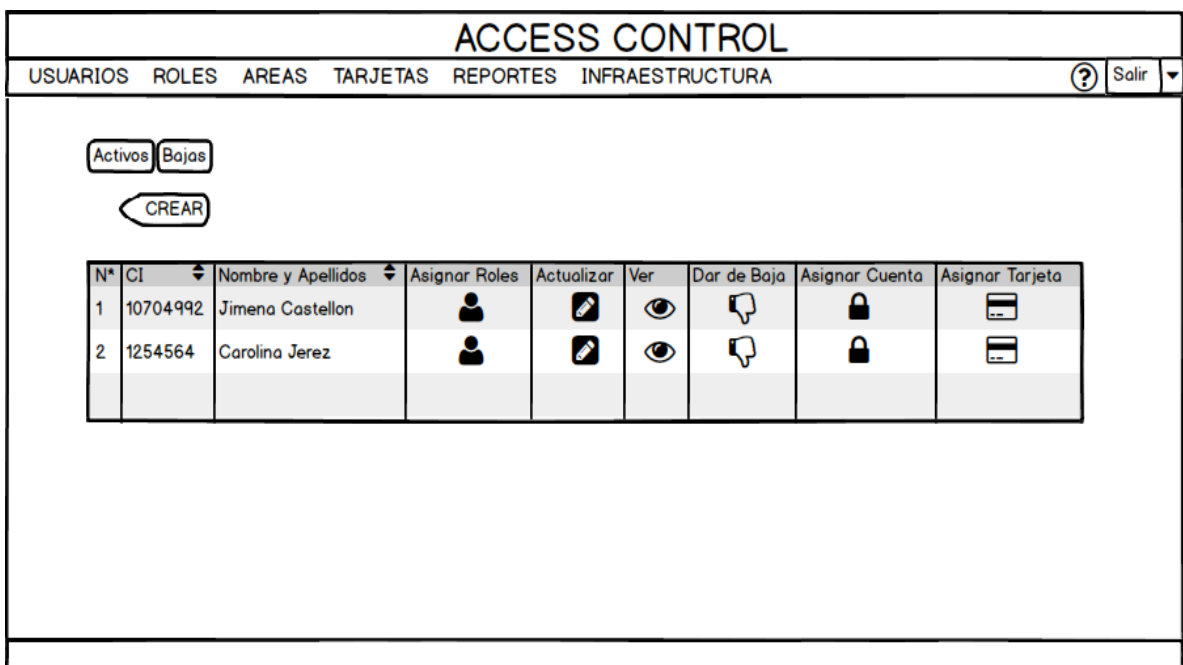 ACCESS CONTROL
USUARIOS ROLES AREAS TARJETAS REPORTES INFRAESTRUCTURA ? Salir
Activos Bajas
CREAR
N* CI Nombre y Apellidos Asignar Roles Actualizar Ver Dar de Baja Asignar Cuenta Asignar Tarjeta
1 10704992 Jimena Castellon
2 1254564 Carolina Jerez